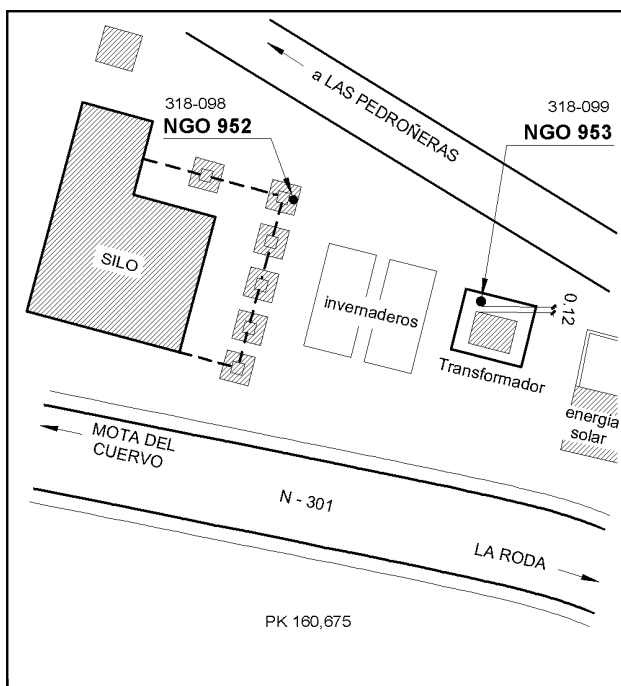 a LAS PEDROÑERAS
318-098
NGO 952
318-099
NGO 953
SILO
invernaderos
0.12
Transformador
energia
solar
MOTA DEL
CUERVO
N - 301
LA RODA
PK 160,675